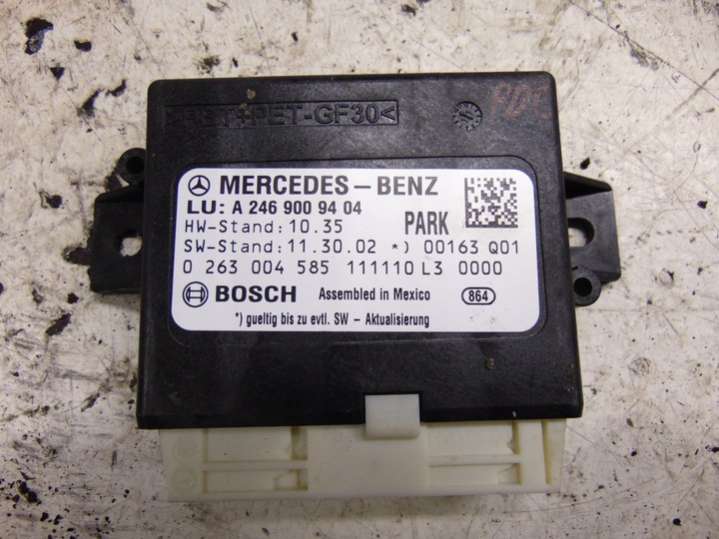 PET-GF30<
MERCEDES-BENZ
LU: A 246 900 94 04 PARK
HW-Stand: 10.35
SW-Stand: 11.30.02 *) 00163 Q01
0 263 004 585 111110 L3 0000
BOSCH Assembled in Mexico 864
*) gueltig bis zu evtl. SW - Aktualisierung